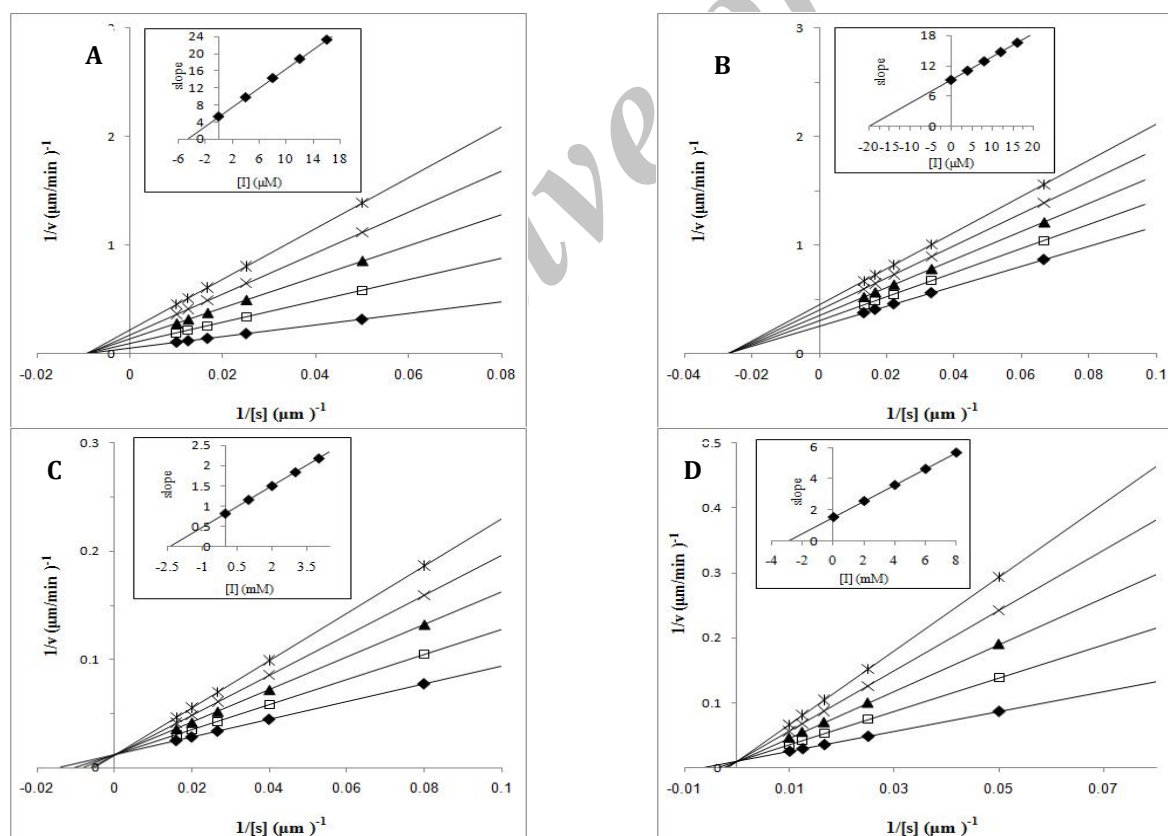 A
24
20
16
12
8
4
0
slope
-6 -2 2 6 10 14 18
[I] (µM)
3
2
1
0
1/v (µm/min )⁻¹
-0.02 0 0.02 0.04 0.06 0.08
1/[s] (µm )⁻¹
B
18
12
6
0
slope
-20-15-10 -5 0 5 10 15 20
[I] (µM)
3
2
1
0
1/v (µm/min )⁻¹
-0.04 -0.02 0 0.02 0.04 0.06 0.08 0.1
1/[s] (µm )⁻¹
C
2.5
2
1.5
1
0.5
0
slope
-2.5 -1 0.5 2 3.5
[I] (mM)
0.3
0.2
0.1
0
1/v (µm/min )⁻¹
-0.02 0 0.02 0.04 0.06 0.08 0.1
1/[s] (µm )⁻¹
D
6
4
2
0
slope
-4 -2 0 2 4 6 8
[I] (mM)
0.5
0.4
0.3
0.2
0.1
0
1/v (µm/min )⁻¹
-0.01 0.01 0.03 0.05 0.07
1/[s] (µm )⁻¹
ive